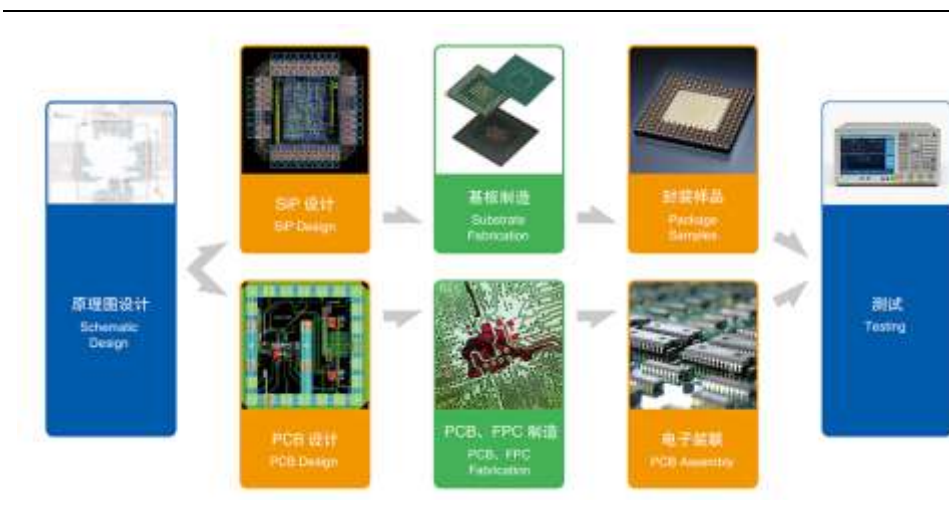 原理图设计
Schematic
Design
SiP 设计
SiP Design
基板制造
Substrate
Fabrication
封装样品
Package
Samples
PCB 设计
PCB Design
PCB、FPC 制造
PCB、FPC
Fabrication
电子装联
PCB Assembly
测试
Testing